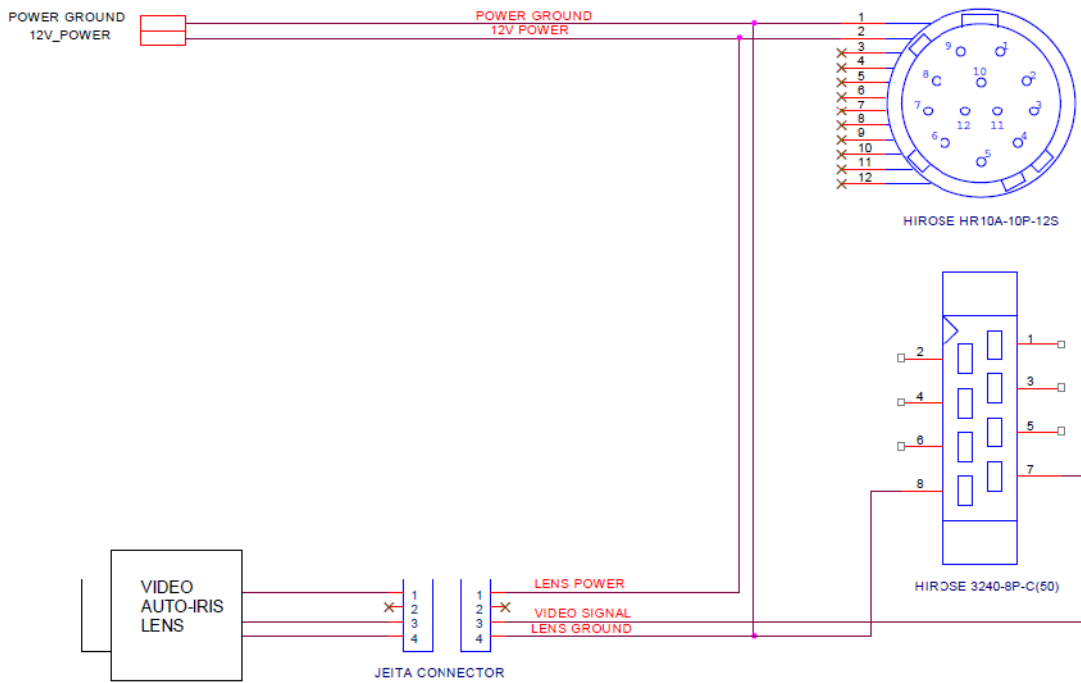 POWER GROUND
12V_POWER
POWER GROUND
12V POWER
1
2
3
4
5
6
7
8
9
10
11
12
9 1
8 10 2
7 12 11 3
6 4
5
HIROSE HR10A-10P-12S
1
2
3
4
5
6
7
8
HIROSE 3240-8P-C(50)
VIDEO
AUTO-IRIS
LENS
1
2
3
4
1
2
3
4
LENS POWER
VIDEO SIGNAL
LENS GROUND
JEITA CONNECTOR